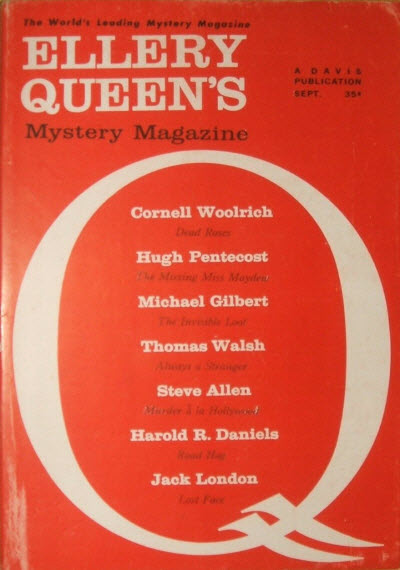 The World's Leading Mystery Magazine
ELLERY
QUEEN'S
Mystery Magazine
A DAVIS
PUBLICATION
SEPT. 35¢
Cornell Woolrich
Dead Roses
Hugh Pentecost
The Missing Miss Maydew
Michael Gilbert
The Invisible Loot
Thomas Walsh
Always a Stranger
Steve Allen
Murder à la Hollywood
Harold R. Daniels
Road Hog
Jack London
Lost Face
Q